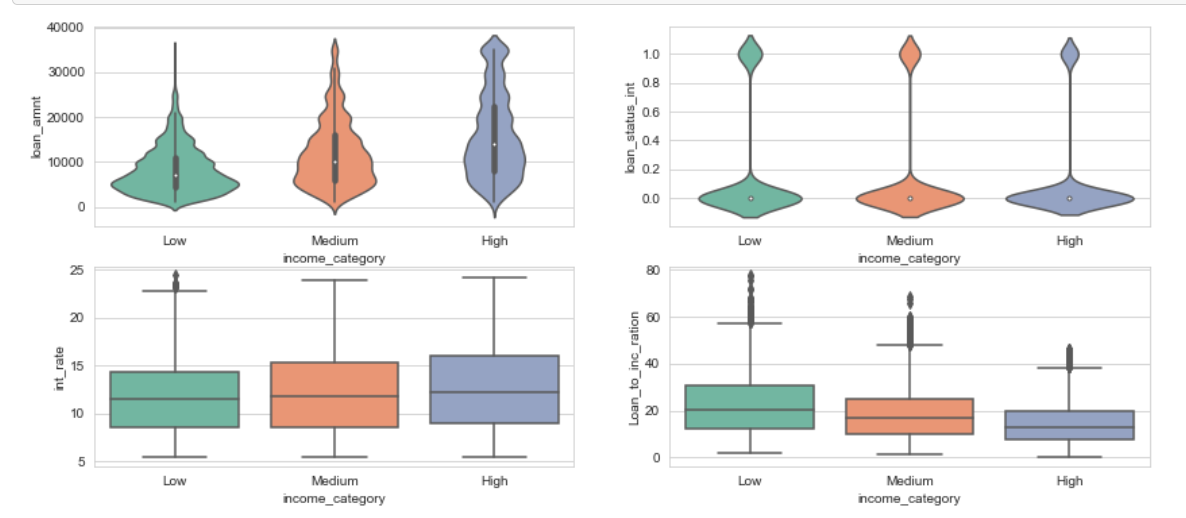 40000
30000
20000
10000
0
loan_amnt
Low Medium High
income_category
1.0
0.8
0.6
0.4
0.2
0.0
loan_status_int
Low Medium High
income_category
25
20
15
10
5
int_rate
Low Medium High
income_category
80
60
40
20
0
Loan_to_inc_ration
Low Medium High
income_category